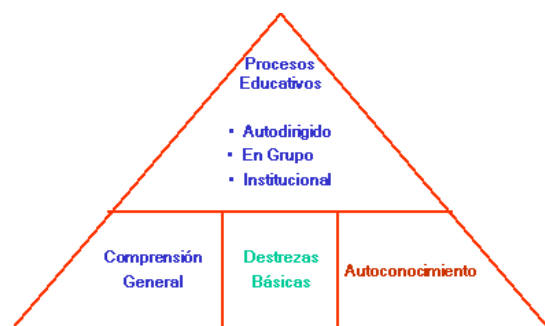 Procesos
Educativos
▪ Autodirigido
▪ En Grupo
▪ Institucional
Comprensión
General
Destrezas
Básicas
Autoconocimiento